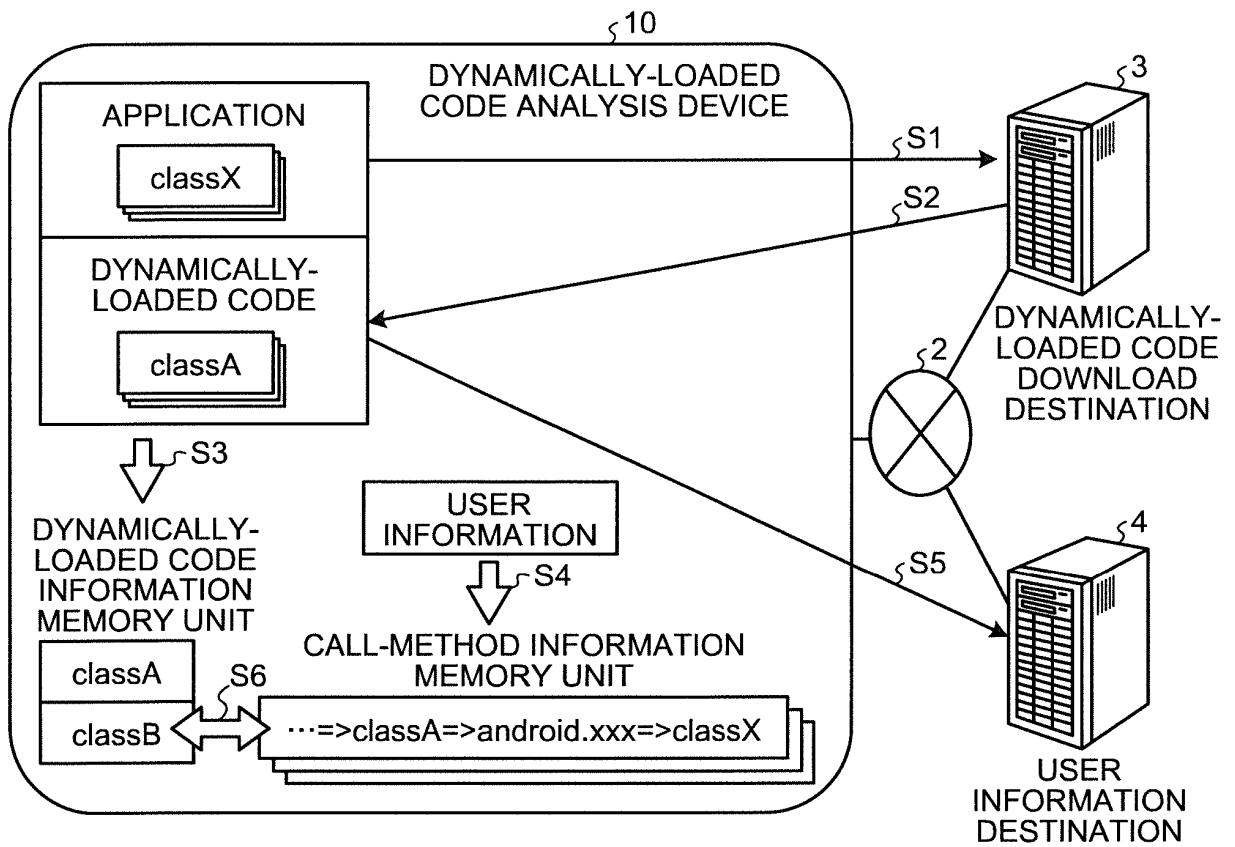 10
DYNAMICALLY-LOADED
CODE ANALYSIS DEVICE
APPLICATION
classX
DYNAMICALLY-
LOADED CODE
classA
S1
S2
3
DYNAMICALLY-
LOADED CODE
DOWNLOAD
DESTINATION
2
S3
DYNAMICALLY-
LOADED CODE
INFORMATION
MEMORY UNIT
classA
classB
USER
INFORMATION
S4
S5
4
CALL-METHOD INFORMATION
MEMORY UNIT
S6
···=>classA=>android.xxx=>classX
USER
INFORMATION
DESTINATION